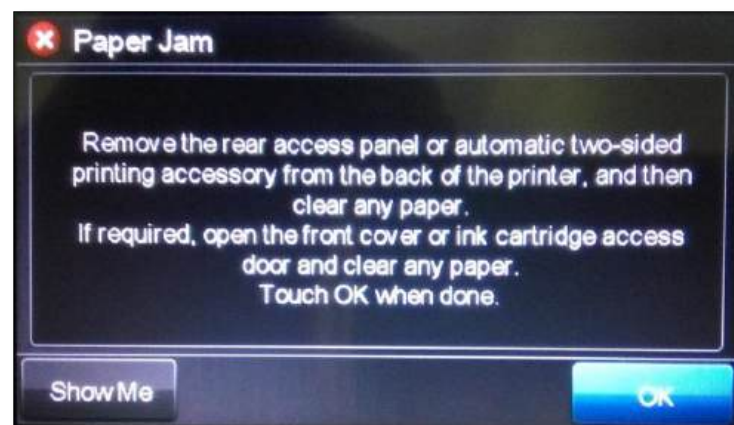 Paper Jam
Remove the rear access panel or automatic two-sided
printing accessory from the back of the printer, and then
clear any paper.
If required, open the front cover or ink cartridge access
door and clear any paper.
Touch OK when done.
Show Me
OK